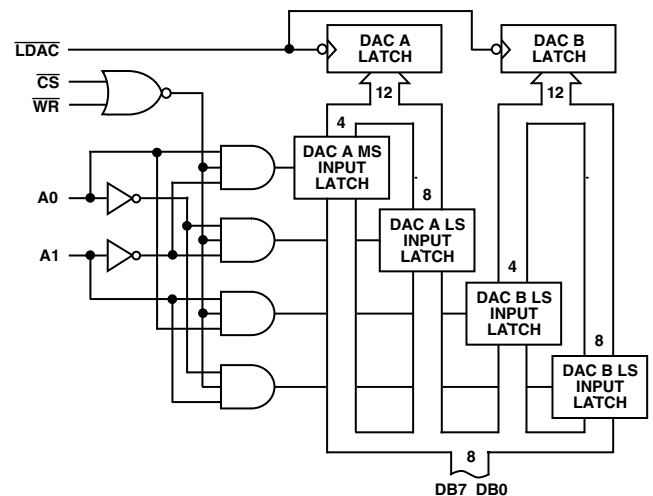 LDAC
DAC A
LATCH
DAC B
LATCH
CS
WR
12
12
4
DAC A MS
INPUT
LATCH
A0
8
DAC A LS
INPUT
LATCH
A1
4
DAC B LS
INPUT
LATCH
8
DAC B LS
INPUT
LATCH
8
DB7 DB0